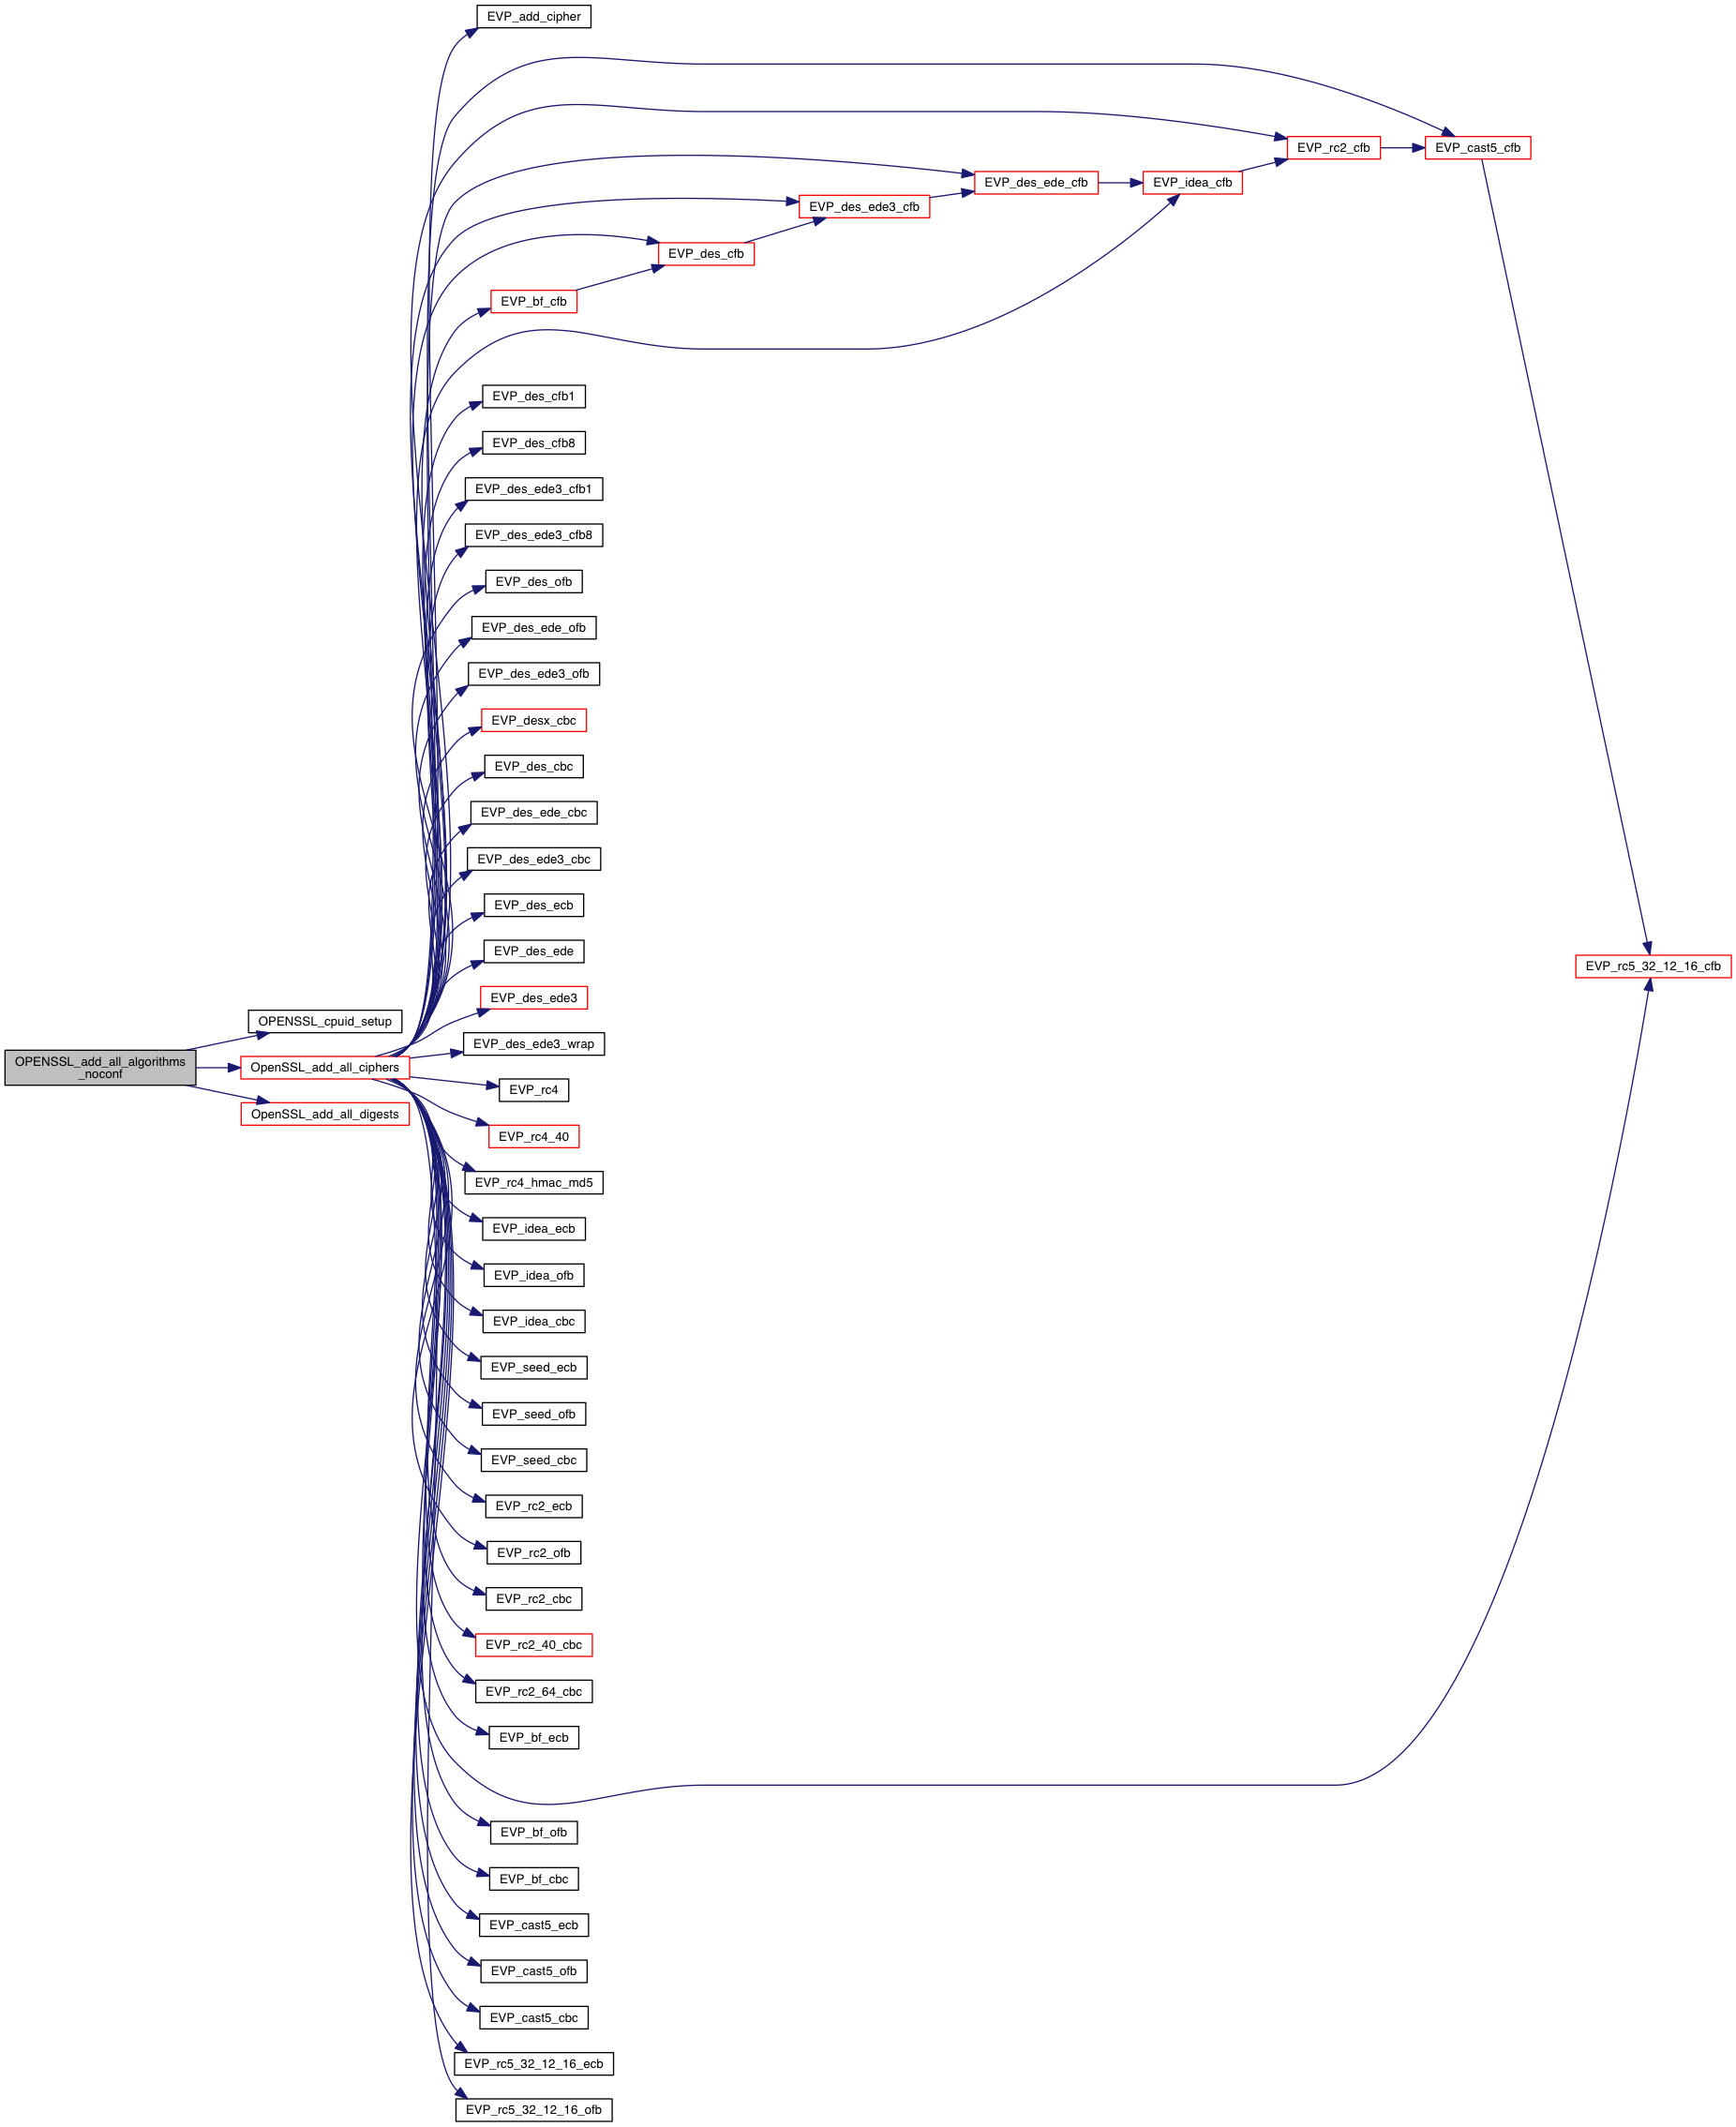 EVP_add_cipher
EVP_rc2_cfb
EVP_cast5_cfb
EVP_des_ede_cfb
EVP_idea_cfb
EVP_des_ede3_cfb
EVP_des_cfb
EVP_bf_cfb
EVP_des_cfb1
EVP_des_cfb8
EVP_des_ede3_cfb1
EVP_des_ede3_cfb8
EVP_des_ofb
EVP_des_ede_ofb
EVP_des_ede3_ofb
EVP_desx_cbc
EVP_des_cbc
EVP_des_ede_cbc
EVP_des_ede3_cbc
EVP_des_ecb
EVP_des_ede
EVP_rc5_32_12_16_cfb
EVP_des_ede3
OPENSSL_cpuid_setup
EVP_des_ede3_wrap
OPENSSL_add_all_algorithms
_noconf
OpenSSL_add_all_ciphers
EVP_rc4
OpenSSL_add_all_digests
EVP_rc4_40
EVP_rc4_hmac_md5
EVP_idea_ecb
EVP_idea_ofb
EVP_idea_cbc
EVP_seed_ecb
EVP_seed_ofb
EVP_seed_cbc
EVP_rc2_ecb
EVP_rc2_ofb
EVP_rc2_cbc
EVP_rc2_40_cbc
EVP_rc2_64_cbc
EVP_bf_ecb
EVP_bf_ofb
EVP_bf_cbc
EVP_cast5_ecb
EVP_cast5_ofb
EVP_cast5_cbc
EVP_rc5_32_12_16_ecb
EVP_rc5_32_12_16_ofb